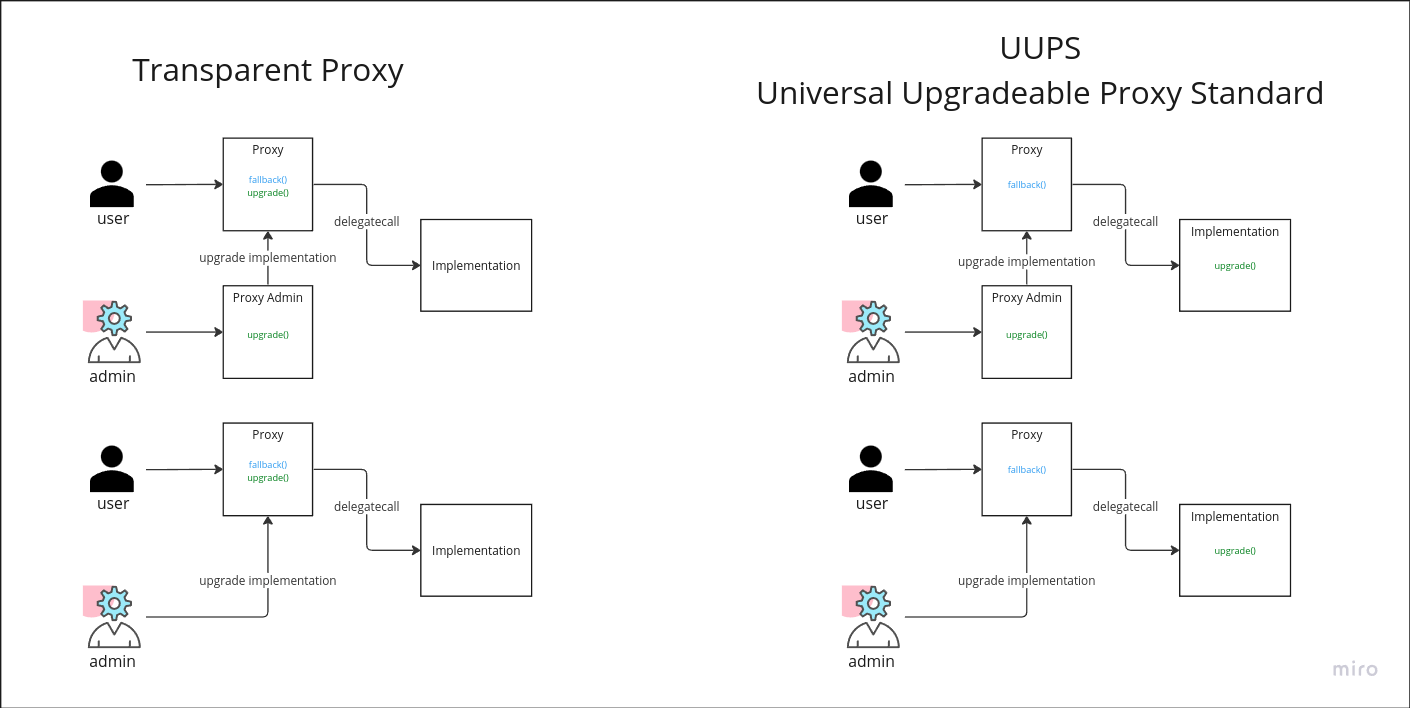 Transparent Proxy
Proxy
fallback()
upgrade()
user
delegatecall
Implementation
upgrade implementation
Proxy Admin
upgrade()
admin
Proxy
fallback()
upgrade()
user
delegatecall
Implementation
upgrade implementation
admin
UUPS
Universal Upgradeable Proxy Standard
Proxy
fallback()
user
delegatecall
Implementation
upgrade()
upgrade implementation
Proxy Admin
upgrade()
admin
Proxy
fallback()
user
delegatecall
Implementation
upgrade()
upgrade implementation
admin
miro